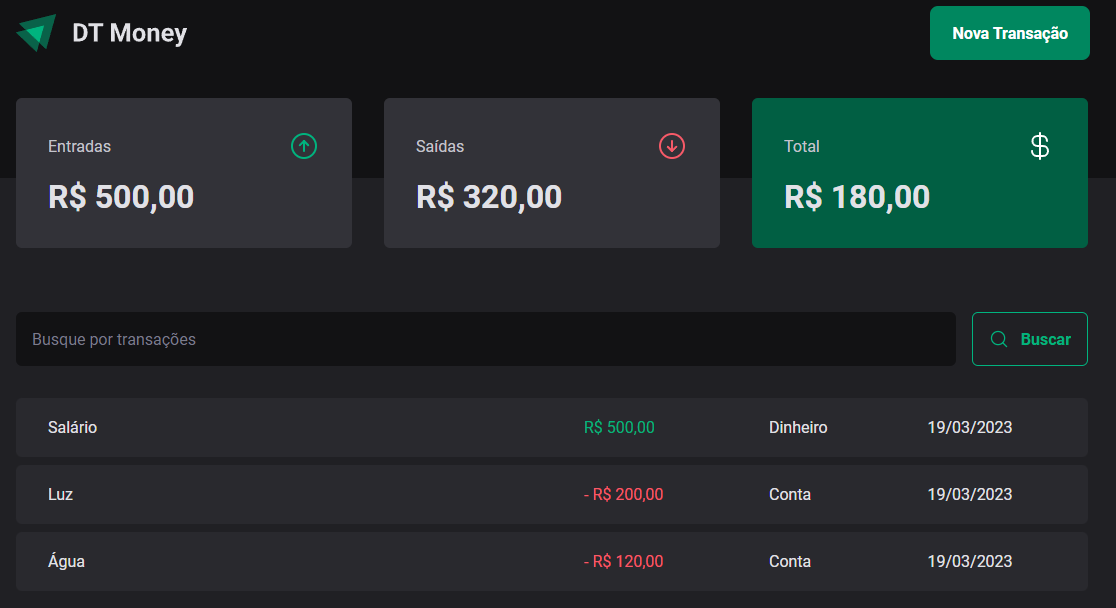 DT Money
Nova Transação
Entradas
R$ 500,00
Saídas
R$ 320,00
Total
$
R$ 180,00
Busque por transações
Buscar
Salário R$ 500,00 Dinheiro 19/03/2023
Luz - R$ 200,00 Conta 19/03/2023
Água - R$ 120,00 Conta 19/03/2023